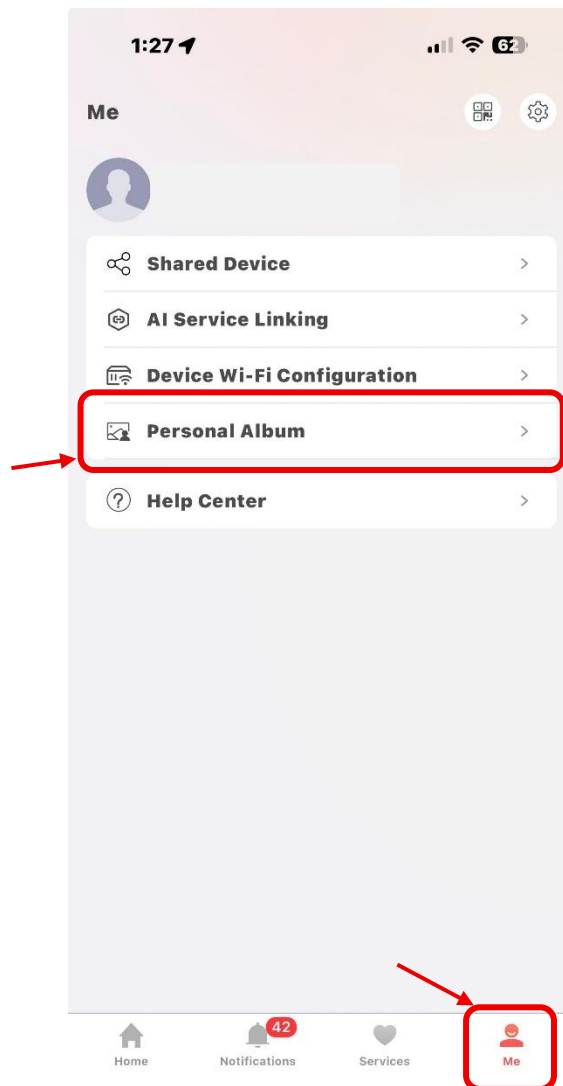 1:27
62
Me
Shared Device
AI Service Linking
Device Wi-Fi Configuration
Personal Album
Help Center
42
Home Notifications Services Me